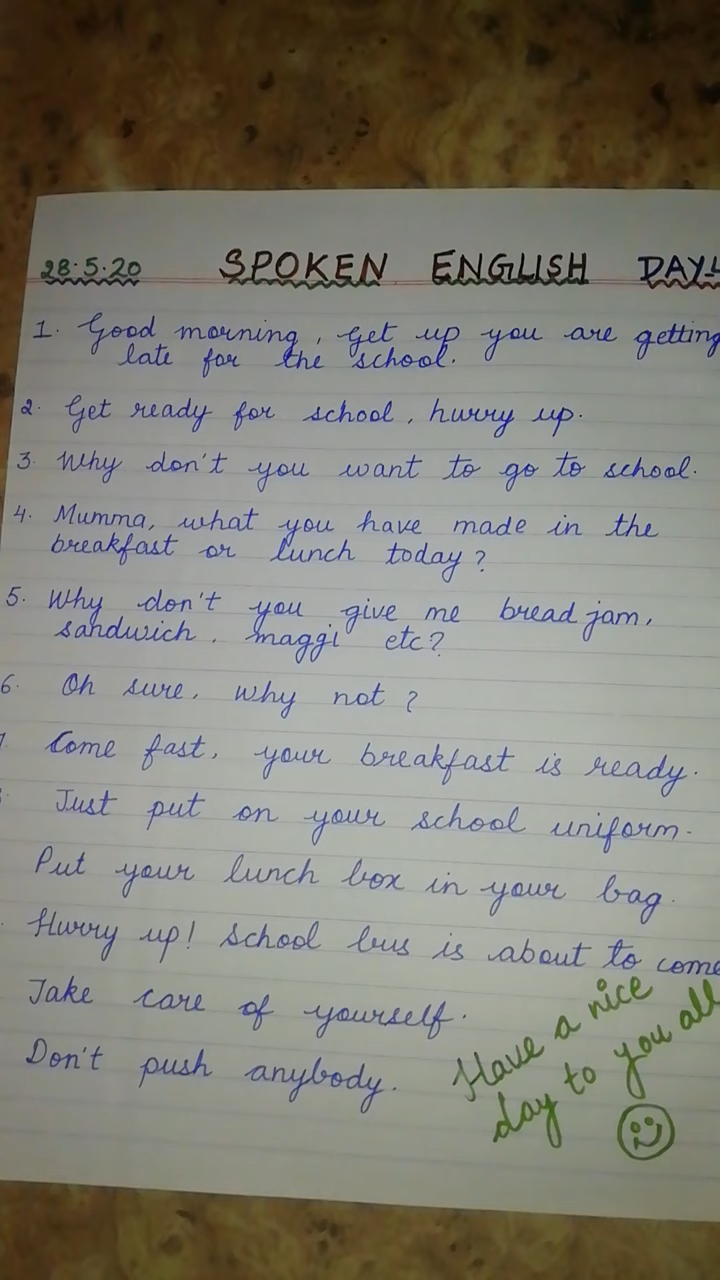 28.5.20 SPOKEN ENGLISH DAY
1. Good morning, Get up you are getting
late for the school.
2. Get ready for school, hurry up.
3. Why don't you want to go to school.
4. Mumma, what you have made in the
breakfast or lunch today?
5. Why don't you give me bread jam,
sandwich, maggi etc?
6. Oh sure, why not?
Come fast, your breakfast is ready.
Just put on your school uniform.
Put your lunch box in your bag.
Hurry up! School bus is about to come
Take care of yourself.
Don't push anybody.
Have a nice
day to you all